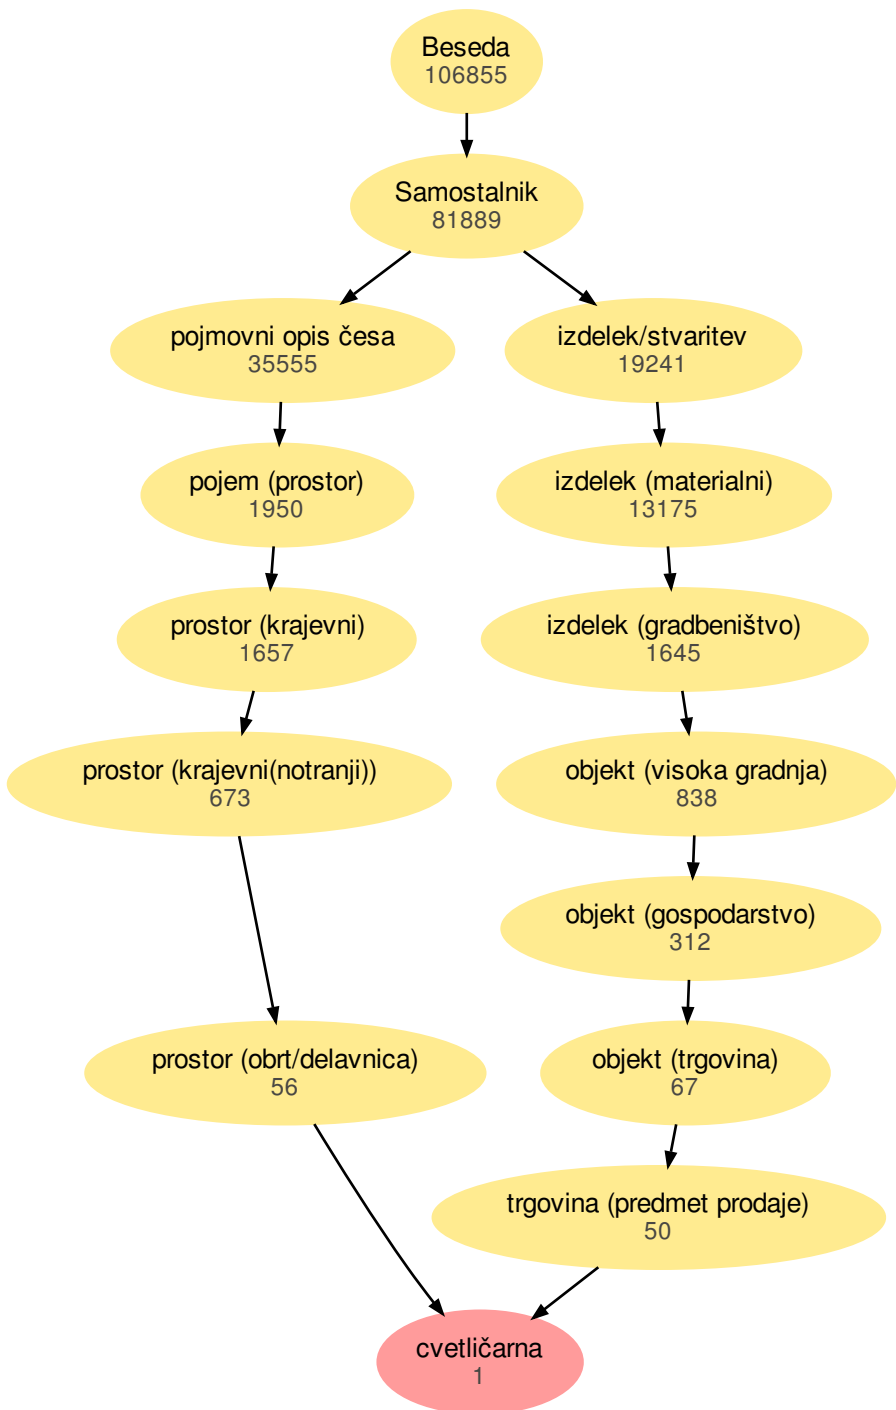 Beseda
106855
Samostalnik
81889
pojmovni opis česa
35555
izdelek/stvaritev
19241
pojem (prostor)
1950
izdelek (materialni)
13175
prostor (krajevni)
1657
izdelek (gradbeništvo)
1645
prostor (krajevni(notranji))
673
objekt (visoka gradnja)
838
objekt (gospodarstvo)
312
prostor (obrt/delavnica)
56
objekt (trgovina)
67
trgovina (predmet prodaje)
50
cvetličarna
1